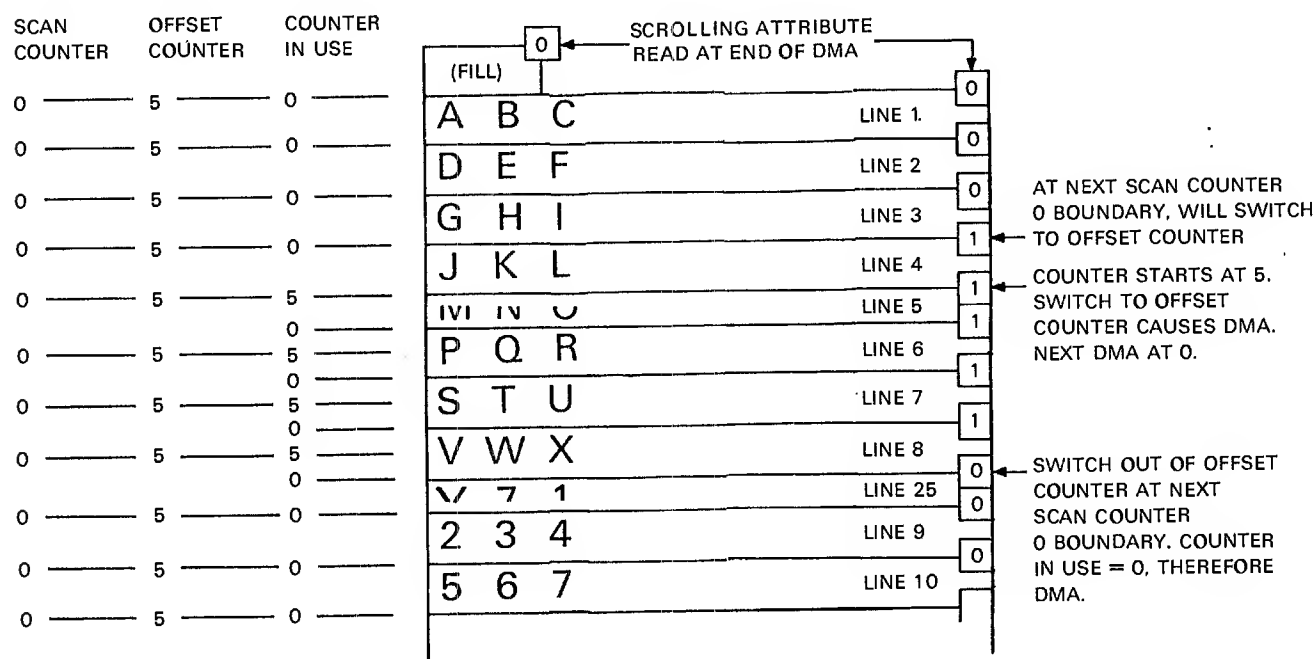 SCAN COUNTER
OFFSET COUNTER
COUNTER IN USE
SCROLLING ATTRIBUTE
READ AT END OF DMA
0
(FILL)
0
0 5 0
A B C LINE 1.
0 5 0
0
D E F LINE 2
0 5 0
0
G H I LINE 3
AT NEXT SCAN COUNTER
0 BOUNDARY, WILL SWITCH
TO OFFSET COUNTER
0 5 0
1
J K L LINE 4
0 5 5
1
COUNTER STARTS AT 5.
SWITCH TO OFFSET
COUNTER CAUSES DMA.
NEXT DMA AT 0.
M N O LINE 5
0
1
0 5 5
P Q R LINE 6
0
1
0 5 5
S T U LINE 7
0
1
0 5 5
V W X LINE 8
0
0
SWITCH OUT OF OFFSET
COUNTER AT NEXT
SCAN COUNTER
0 BOUNDARY. COUNTER
IN USE = 0, THEREFORE
DMA.
Y Z 1 LINE 25
0 5 0
0
2 3 4 LINE 9
0 5 0
0
5 6 7 LINE 10
0 5 0